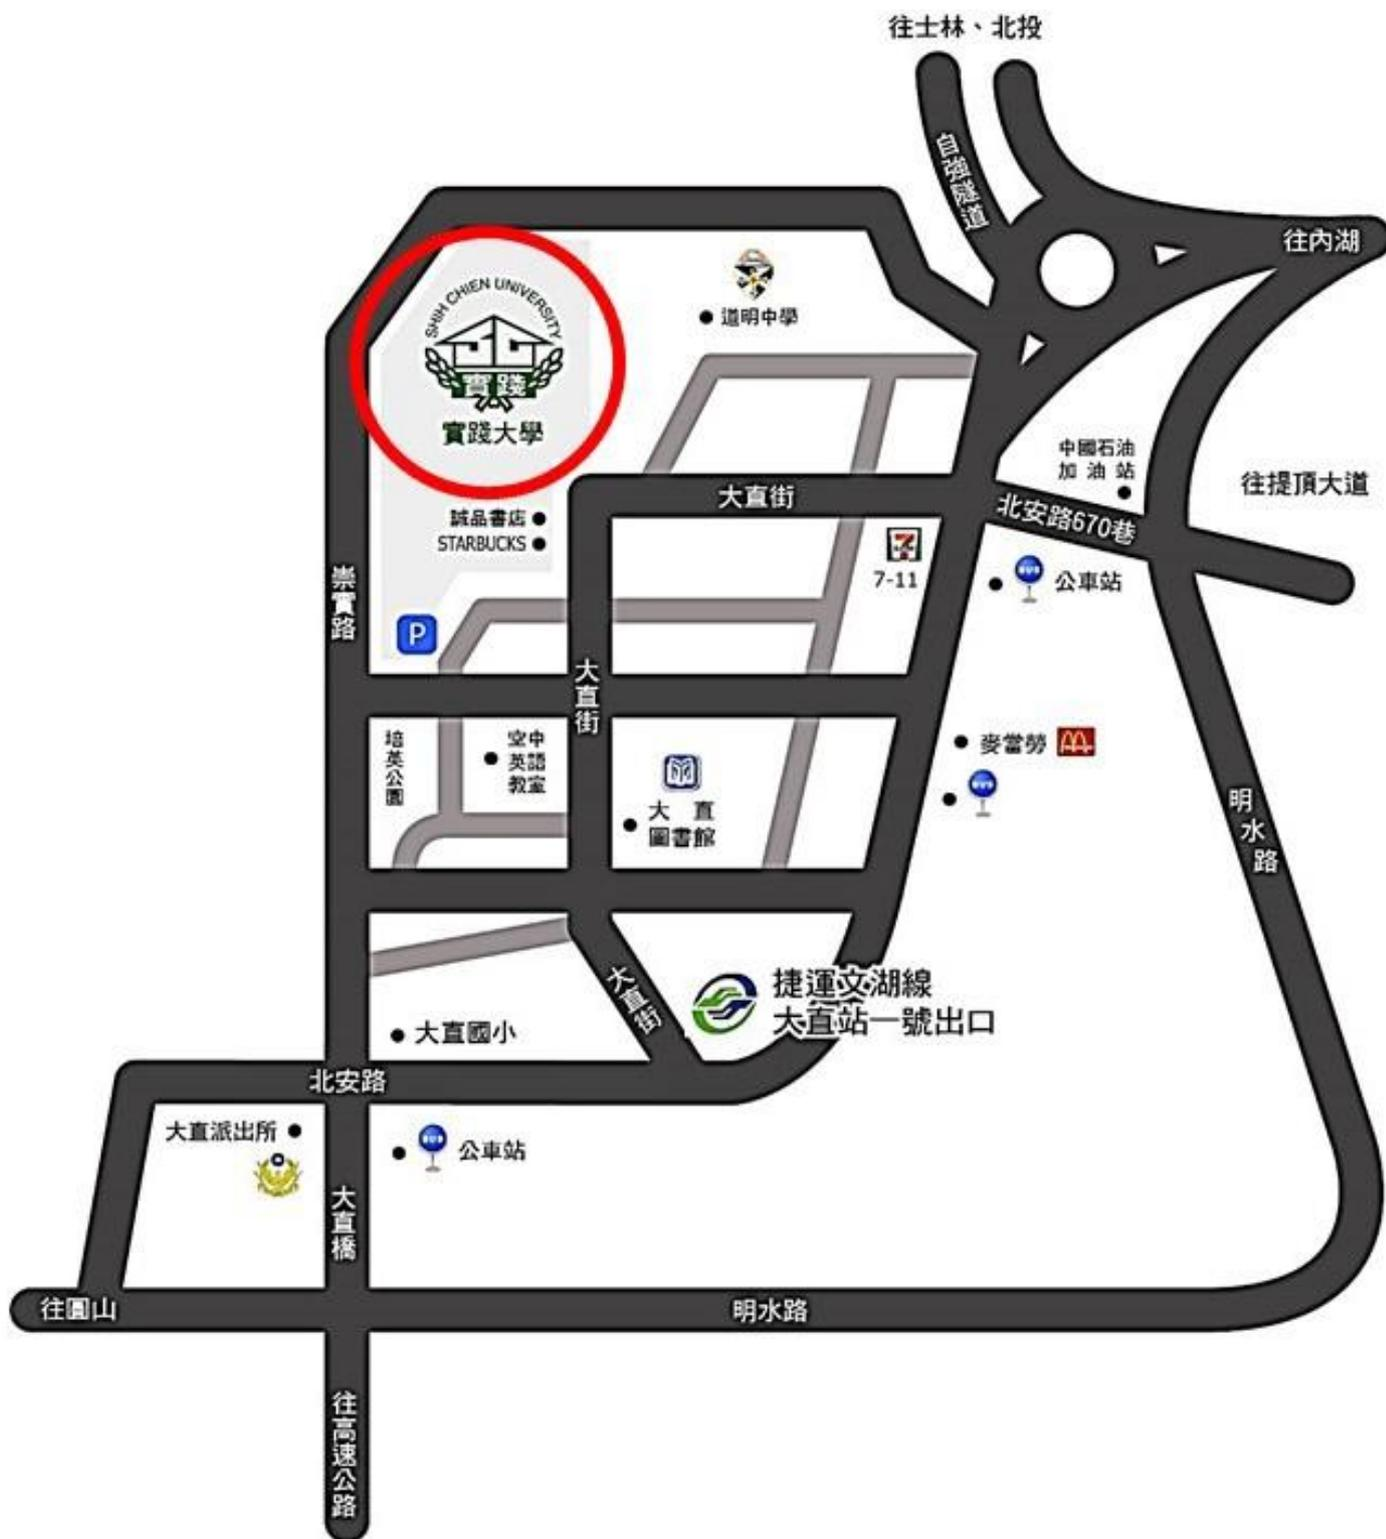 往士林、北投
自強隧道
往內湖
SHIH CHIEN UNIVERSITY
實踐
實踐大學
道明中學
中國石油
加油站
往提頂大道
大直街
北安路670巷
誠品書店
STARBUCKS
7-11
BUS
公車站
崇實路
P
大直街
培英公園
空中
英語
教室
大直
圖書館
麥當勞
BUS
明水路
大直街
捷運文湖線
大直站一號出口
大直國小
北安路
大直派出所
BUS
公車站
大直橋
往圓山
明水路
往高速公路